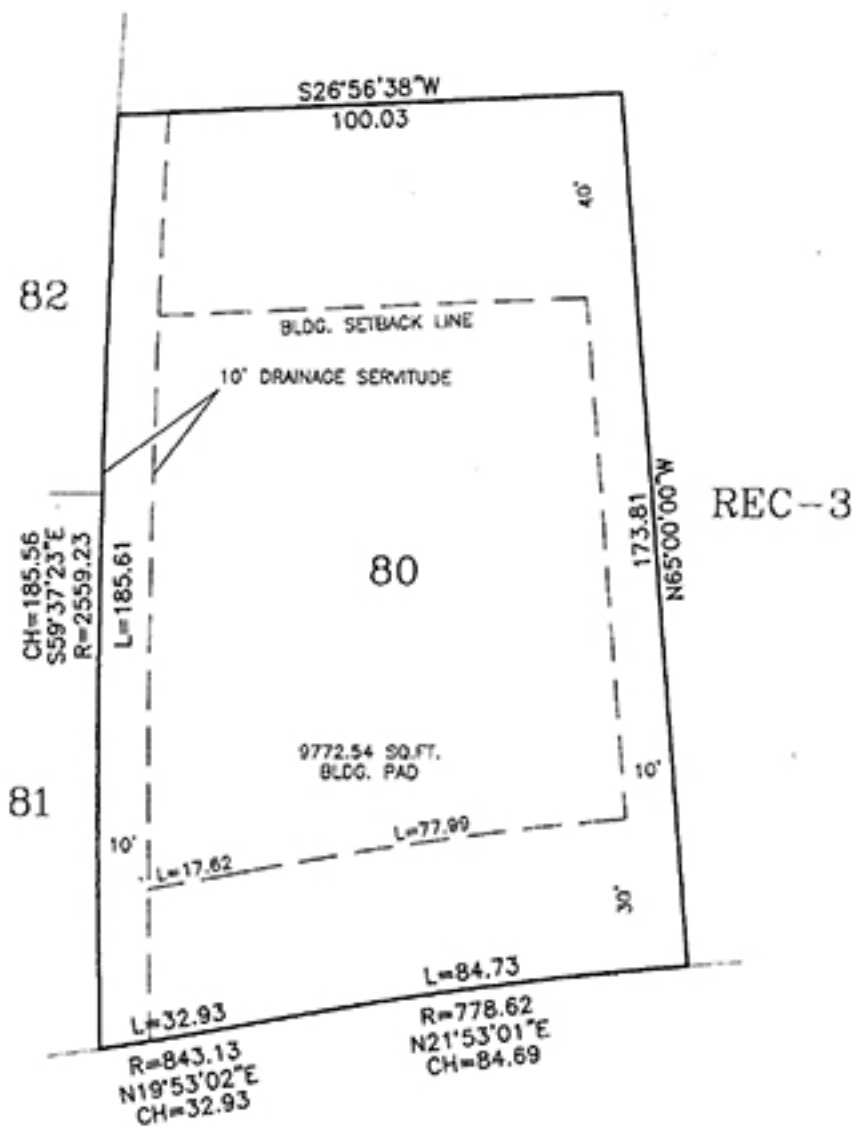 S26°56'38"W
100.03
40'
82
BLDG. SETBACK LINE
10' DRAINAGE SERVITUDE
CH=185.56
S59°37'23"E
R=2559.23
L=185.61
80
173.81
N65°00'00"W
REC-3
9772.54 SQ.FT.
BLDG. PAD
81
10'
10'
L=17.62
L=77.99
30'
L=32.93
R=843.13
N19°53'02"E
CH=32.93
L=84.73
R=778.62
N21°53'01"E
CH=84.69